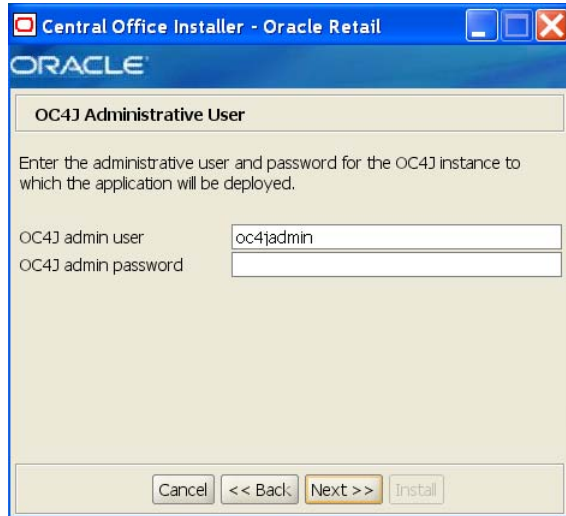 Central Office Installer - Oracle Retail
ORACLE
OC4J Administrative User
Enter the administrative user and password for the OC4J instance to
which the application will be deployed.
OC4J admin user oc4jadmin
OC4J admin password
Cancel << Back Next >> Install